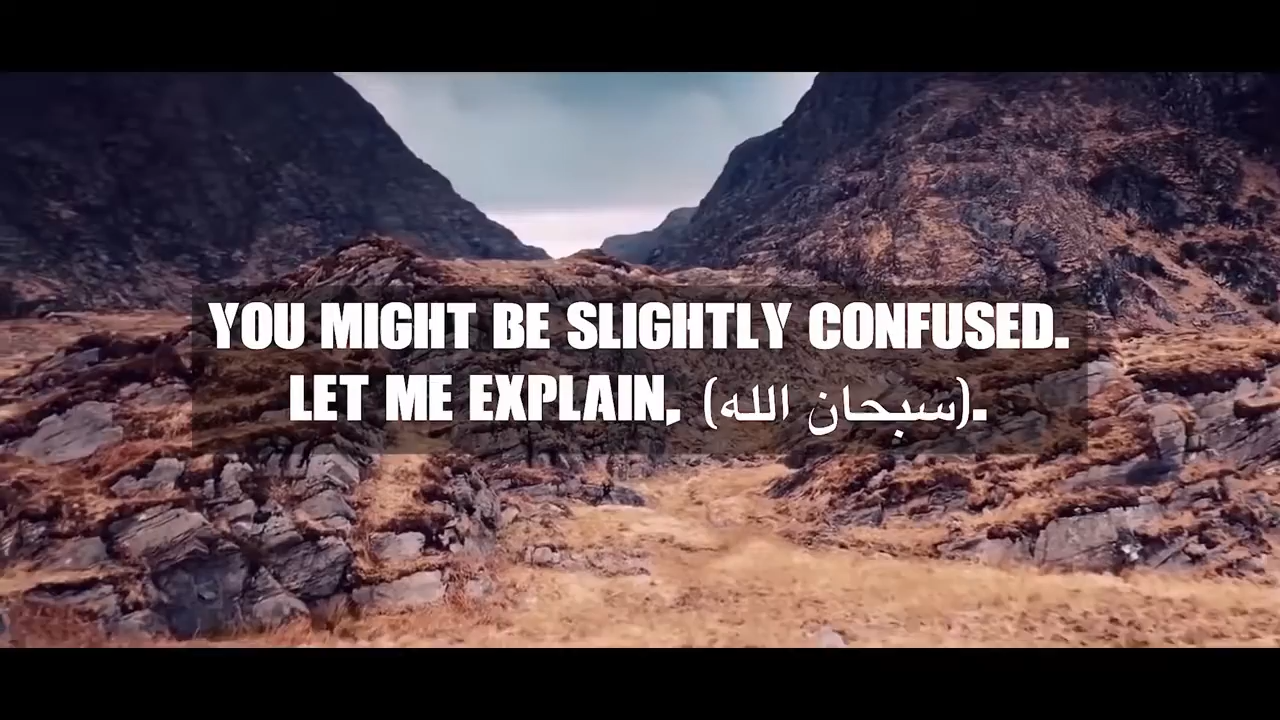 YOU MIGHT BE SLIGHTLY CONFUSED.
LET ME EXPLAIN, (سبحان الله).